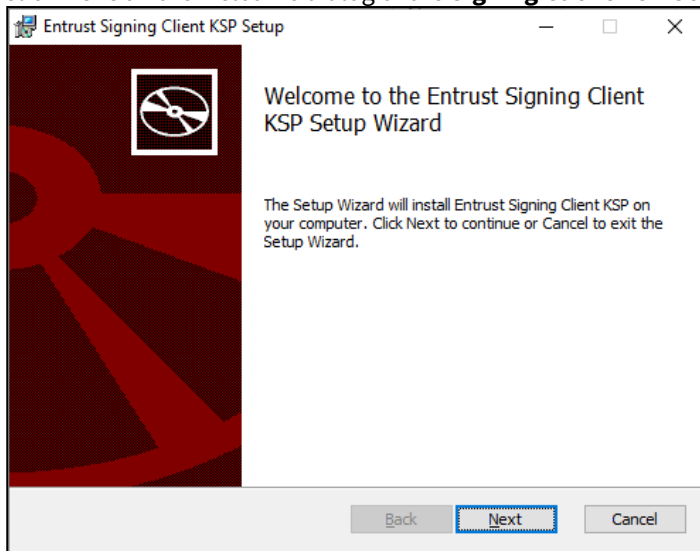 Entrust Signing Client KSP Setup
Welcome to the Entrust Signing Client
KSP Setup Wizard
The Setup Wizard will install Entrust Signing Client KSP on
your computer. Click Next to continue or Cancel to exit the
Setup Wizard.
Back Next Cancel